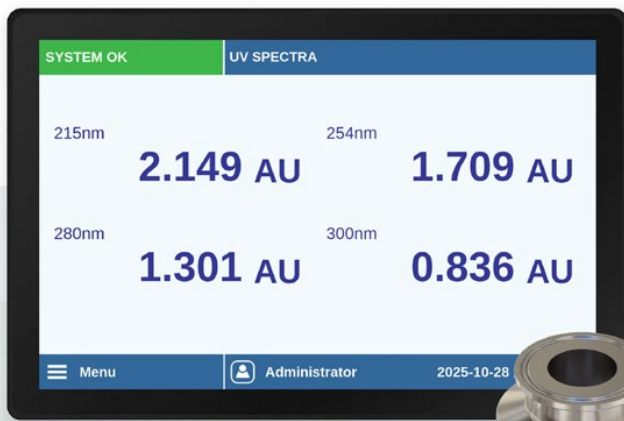 SYSTEM OK UV SPECTRA
215nm 254nm
2.149 AU 1.709 AU
280nm 300nm
1.301 AU 0.836 AU
Menu Administrator 2025-10-28